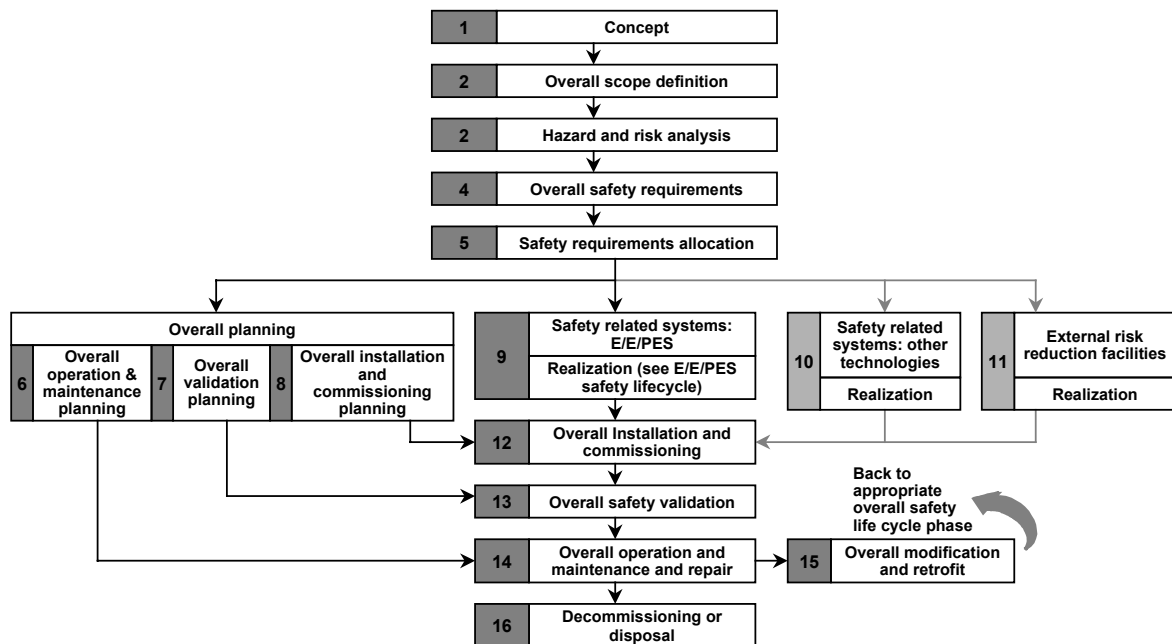 1
Concept
2
Overall scope definition
2
Hazard and risk analysis
4
Overall safety requirements
5
Safety requirements allocation
Overall planning
6
Overall
operation &
maintenance
planning
7
Overall
validation
planning
8
Overall installation
and
commissioning
planning
9
Safety related systems:
E/E/PES
Realization (see E/E/PES
safety lifecycle)
10
Safety related
systems: other
technologies
Realization
11
External risk
reduction facilities
Realization
12
Overall Installation and
commissioning
13
Overall safety validation
Back to
appropriate
overall safety
life cycle phase
14
Overall operation and
maintenance and repair
15
Overall modification
and retrofit
16
Decommissioning or
disposal